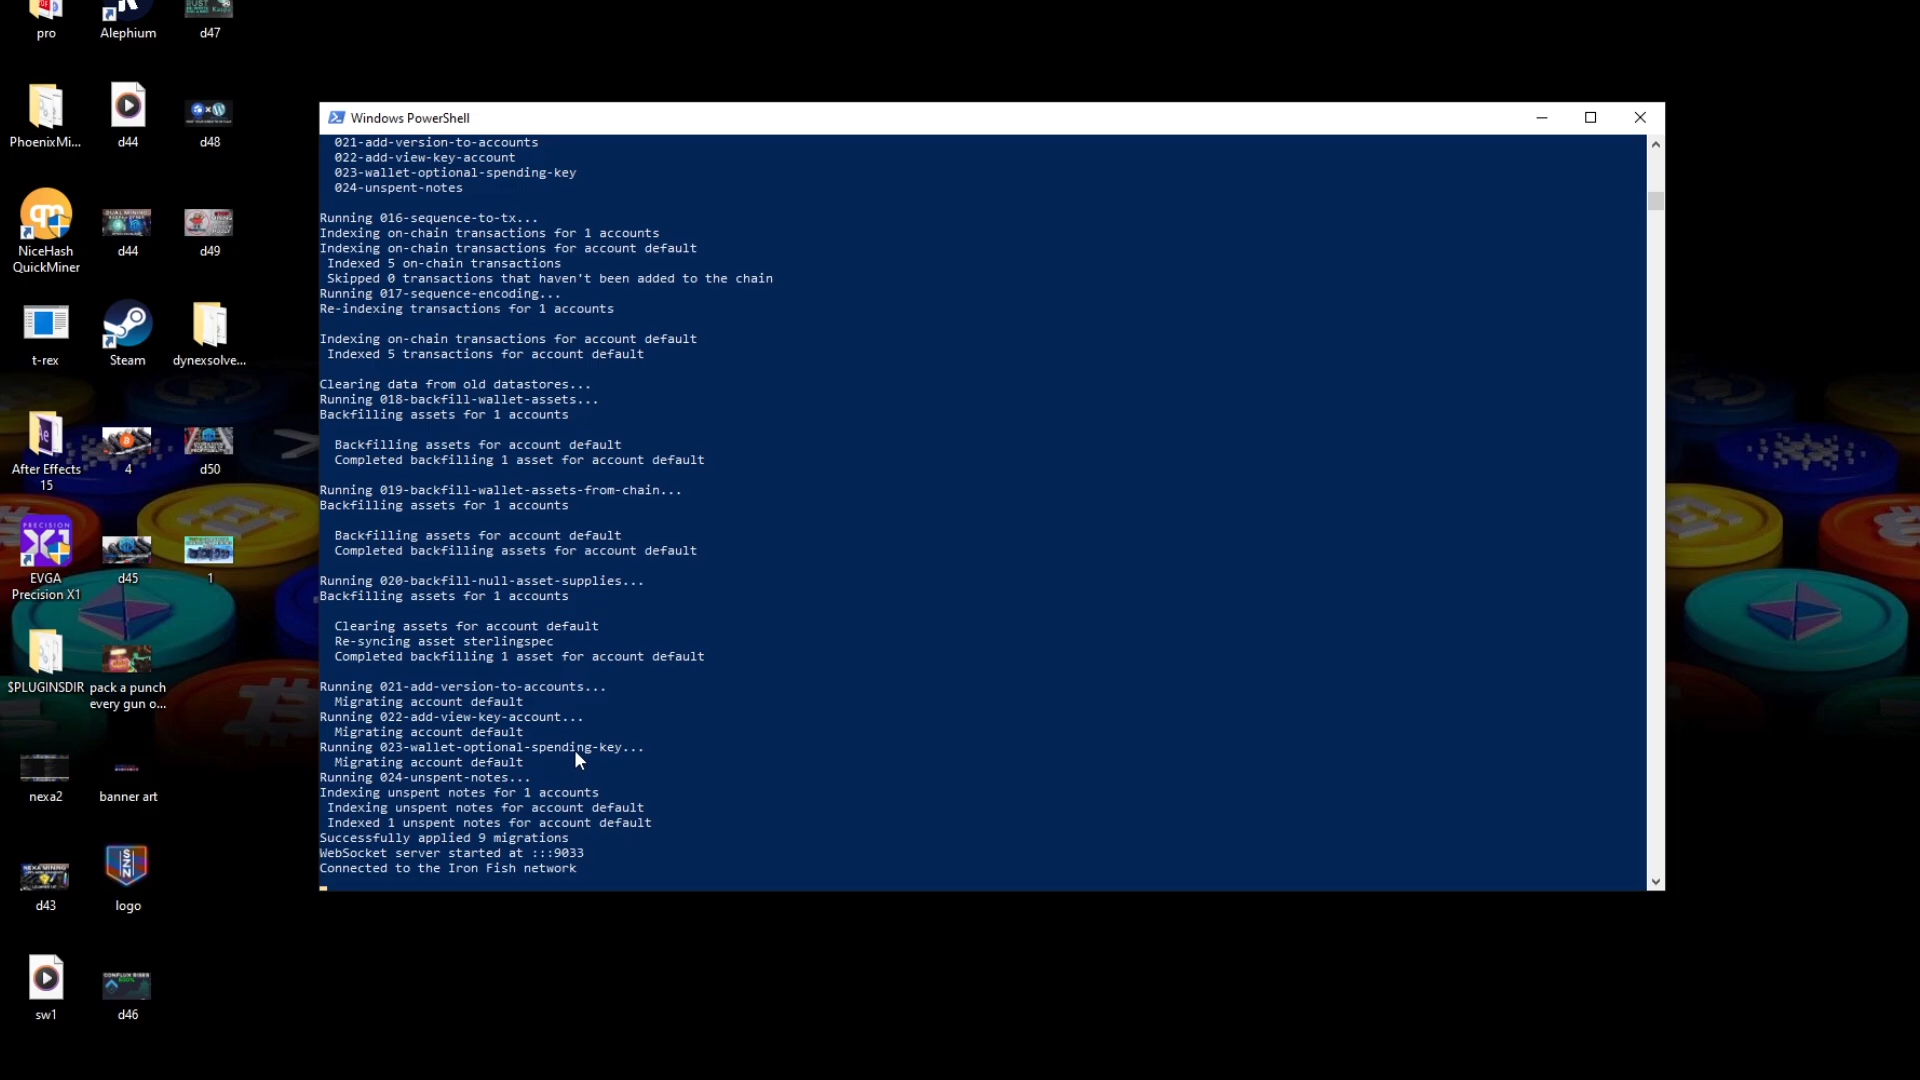 pro
Alephium
d47
PhoenixMi...
d44
d48
NiceHash
QuickMiner
d44
d49
t-rex
Steam
dynexsolve...
After Effects
15
4
d50
EVGA
Precision X1
d45
1
$PLUGINSDIR
pack a punch
every gun o...
nexa2
banner art
d43
logo
sw1
d46
Windows PowerShell
021-add-version-to-accounts
022-add-view-key-account
023-wallet-optional-spending-key
024-unspent-notes
Running 016-sequence-to-tx...
Indexing on-chain transactions for 1 accounts
Indexing on-chain transactions for account default
Indexed 5 on-chain transactions
Skipped 0 transactions that haven't been added to the chain
Running 017-sequence-encoding...
Re-indexing transactions for 1 accounts
Indexing on-chain transactions for account default
Indexed 5 transactions for account default
Clearing data from old datastores...
Running 018-backfill-wallet-assets...
Backfilling assets for 1 accounts
Backfilling assets for account default
Completed backfilling 1 asset for account default
Running 019-backfill-wallet-assets-from-chain...
Backfilling assets for 1 accounts
Backfilling assets for account default
Completed backfilling assets for account default
Running 020-backfill-null-asset-supplies...
Backfilling assets for 1 accounts
Clearing assets for account default
Re-syncing asset sterlingspec
Completed backfilling 1 asset for account default
Running 021-add-version-to-accounts...
Migrating account default
Running 022-add-view-key-account...
Migrating account default
Running 023-wallet-optional-spending-key...
Migrating account default
Running 024-unspent-notes...
Indexing unspent notes for 1 accounts
Indexing unspent notes for account default
Indexed 1 unspent notes for account default
Successfully applied 9 migrations
WebSocket server started at :::9033
Connected to the Iron Fish network